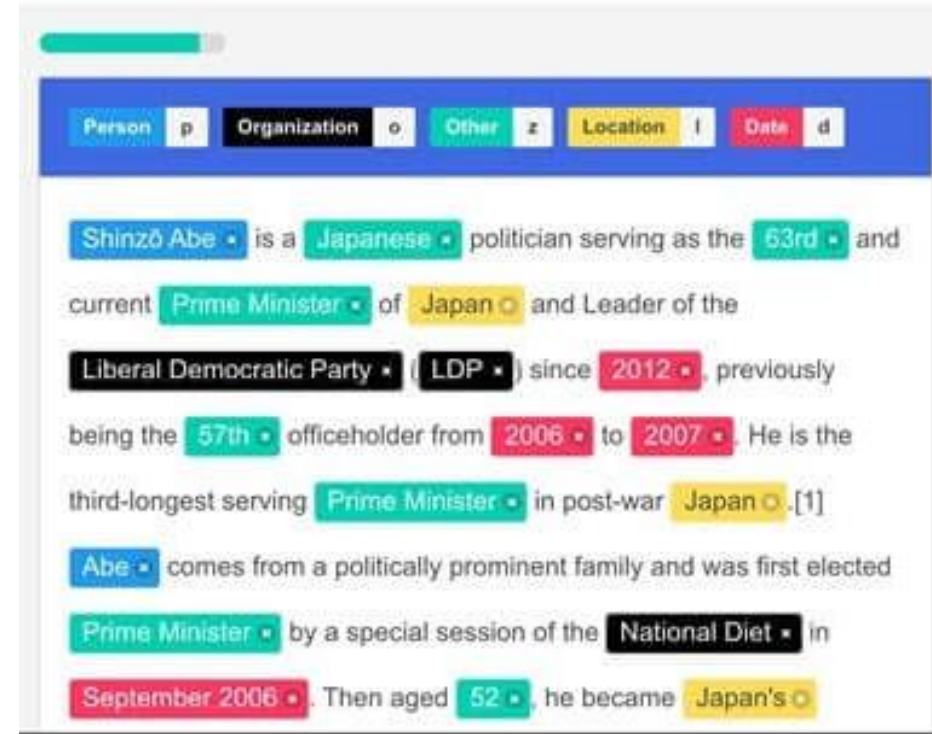 Person p Organization o Other z Location l Date d
Shinzō Abe is a Japanese politician serving as the 63rd and
current Prime Minister of Japan and Leader of the
Liberal Democratic Party (LDP) since 2012, previously
being the 57th officeholder from 2006 to 2007. He is the
third-longest serving Prime Minister in post-war Japan.[1]
Abe comes from a politically prominent family and was first elected
Prime Minister by a special session of the National Diet in
September 2006. Then aged 52, he became Japan's